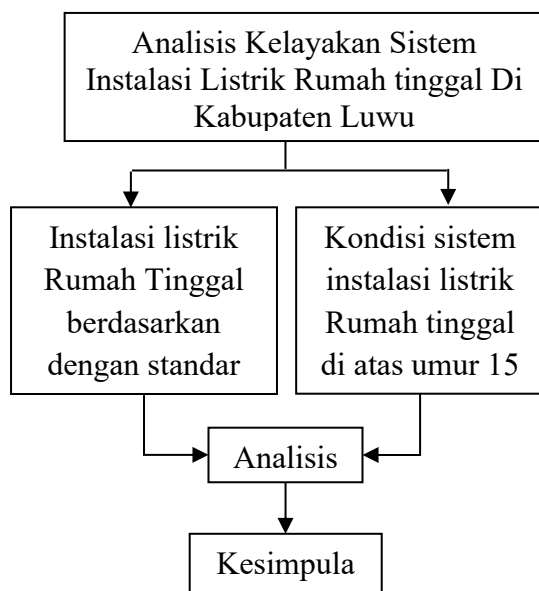 Analisis Kelayakan Sistem
Instalasi Listrik Rumah tinggal Di
Kabupaten Luwu
Instalasi listrik
Rumah Tinggal
berdasarkan
dengan standar
Kondisi sistem
instalasi listrik
Rumah tinggal
di atas umur 15
Analisis
Kesimpula